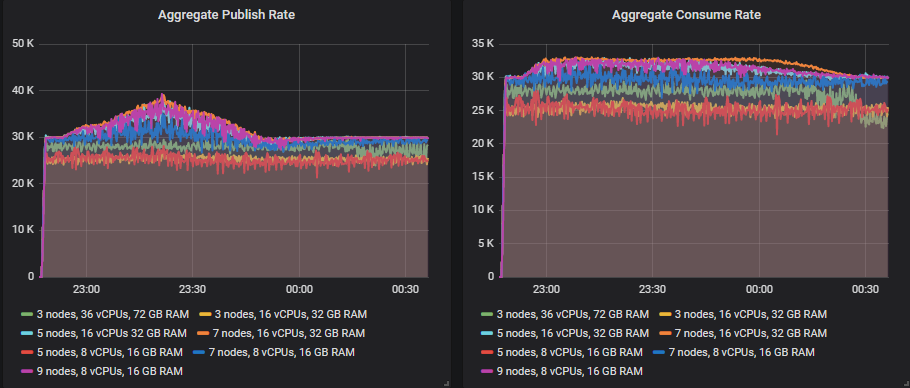 Aggregate Publish Rate
50 K
40 K
30 K
20 K
10 K
0
23:00 23:30 00:00 00:30
3 nodes, 36 vCPUs, 72 GB RAM 3 nodes, 16 vCPUs, 32 GB RAM
5 nodes, 16 vCPUs 32 GB RAM 7 nodes, 16 vCPUs, 32 GB RAM
5 nodes, 8 vCPUs, 16 GB RAM 7 nodes, 8 vCPUs, 16 GB RAM
9 nodes, 8 vCPUs, 16 GB RAM
Aggregate Consume Rate
35 K
30 K
25 K
20 K
15 K
10 K
5 K
0
23:00 23:30 00:00 00:30
3 nodes, 36 vCPUs, 72 GB RAM 3 nodes, 16 vCPUs, 32 GB RAM
5 nodes, 16 vCPUs 32 GB RAM 7 nodes, 16 vCPUs, 32 GB RAM
5 nodes, 8 vCPUs, 16 GB RAM 7 nodes, 8 vCPUs, 16 GB RAM
9 nodes, 8 vCPUs, 16 GB RAM